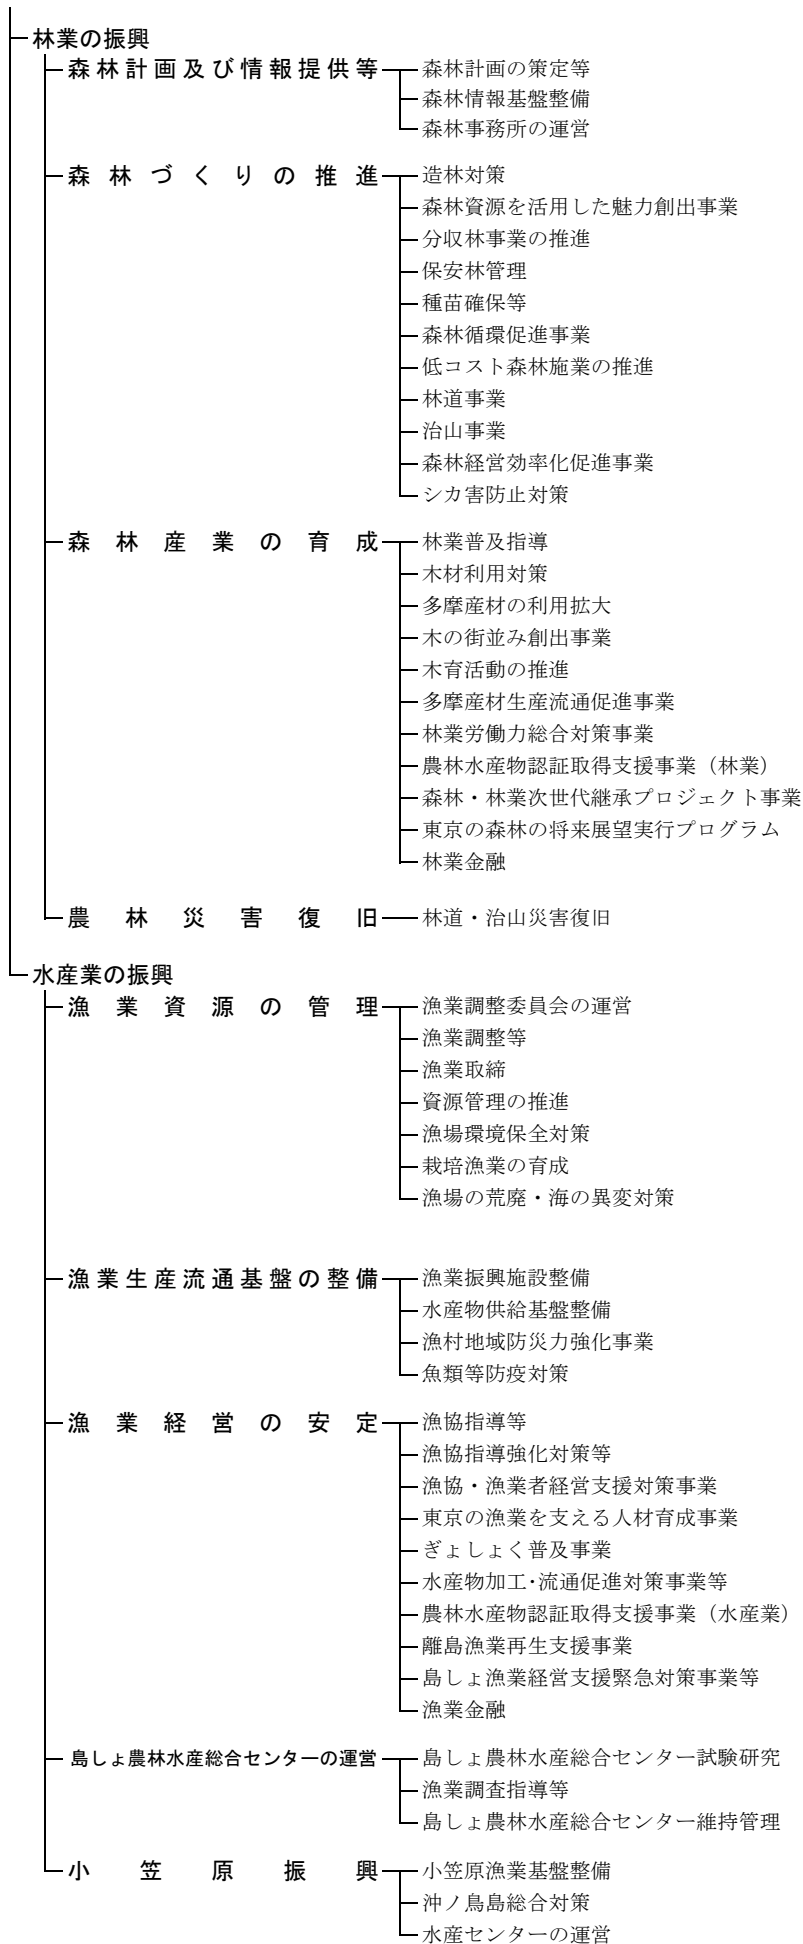 林業の振興
森林計画及び情報提供等 森林計画の策定等
森林情報基盤整備
森林事務所の運営
森林づくりの推進 造林対策
森林資源を活用した魅力創出事業
分収林事業の推進
保安林管理
種苗確保等
森林循環促進事業
低コスト森林施業の推進
林道事業
治山事業
森林経営効率化促進事業
シカ害防止対策
森林産業の育成 林業普及指導
木材利用対策
多摩産材の利用拡大
木の街並み創出事業
木育活動の推進
多摩産材生産流通促進事業
林業労働力総合対策事業
農林水産物認証取得支援事業（林業）
森林・林業次世代継承プロジェクト事業
東京の森林の将来展望実行プログラム
林業金融
農林災害復旧 林道・治山災害復旧
水産業の振興
漁業資源の管理 漁業調整委員会の運営
漁業調整等
漁業取締
資源管理の推進
漁場環境保全対策
栽培漁業の育成
漁場の荒廃・海の異変対策
漁業生産流通基盤の整備 漁業振興施設整備
水産物供給基盤整備
漁村地域防災力強化事業
魚類等防疫対策
漁業経営の安定 漁協指導等
漁協指導強化対策等
漁協・漁業者経営支援対策事業
東京の漁業を支える人材育成事業
ぎょしょく普及事業
水産物加工・流通促進対策事業等
農林水産物認証取得支援事業（水産業）
離島漁業再生支援事業
島しょ漁業経営支援緊急対策事業等
漁業金融
島しょ農林水産総合センターの運営 島しょ農林水産総合センター試験研究
漁業調査指導等
島しょ農林水産総合センター維持管理
小笠原振興 小笠原漁業基盤整備
沖ノ鳥島総合対策
水産センターの運営